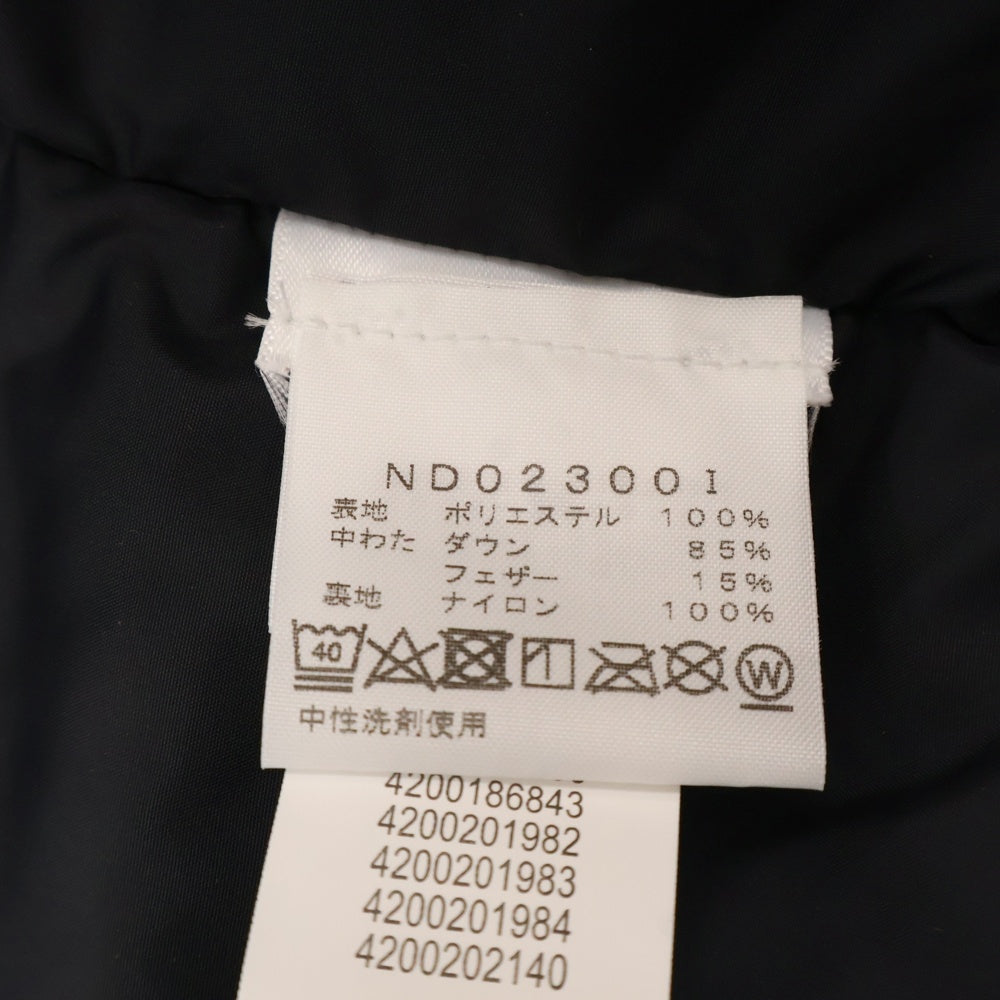 ND02300I
表地 ポリエステル 100%
中わた ダウン 85%
フェザー 15%
裏地 ナイロン 100%
40 W
中性洗剤使用
4200186843
4200201982
4200201983
4200201984
4200202140